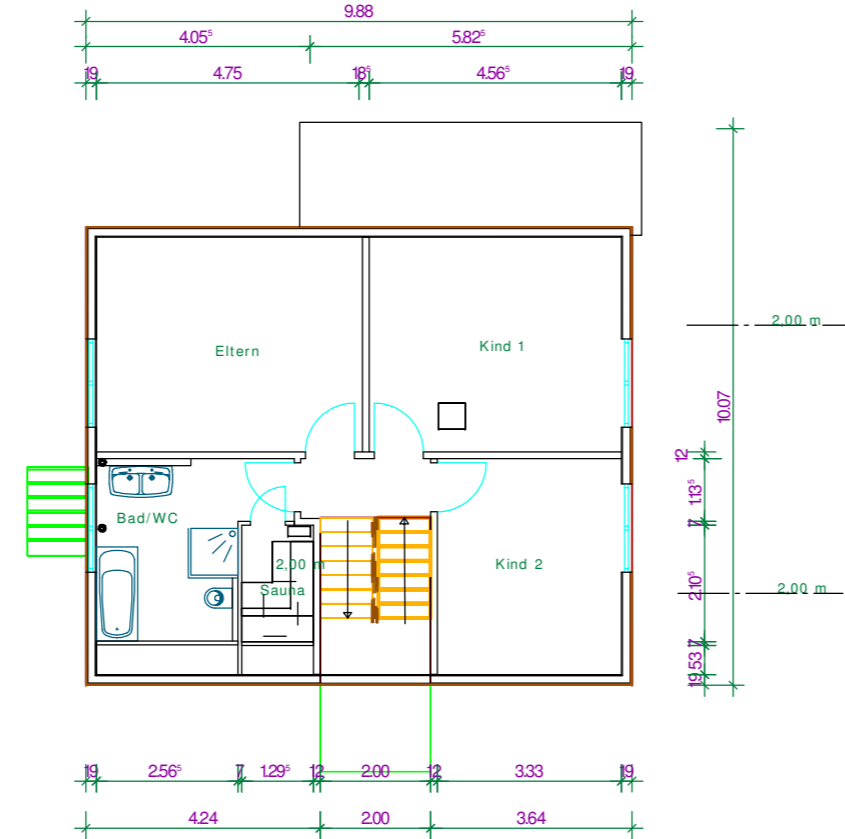 9.88
4.05⁵ 5.82⁵
19 4.75 18⁵ 4.56⁵ 19
2,00 m
Eltern
Kind 1
10.07
12
1.13⁵
7
Bad/WC
2,00 m
Sauna
Kind 2
2.10⁵
2,00 m
7
53
19
19 2.56⁵ 7 1.29⁵ 12 2.00 12 3.33 19
4.24 2.00 3.64